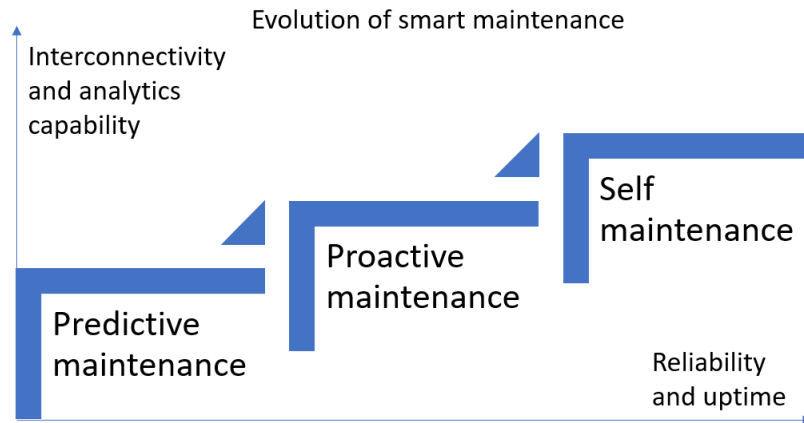 Evolution of smart maintenance
Interconnectivity
and analytics
capability
Self
maintenance
Proactive
maintenance
Predictive
maintenance
Reliability
and uptime